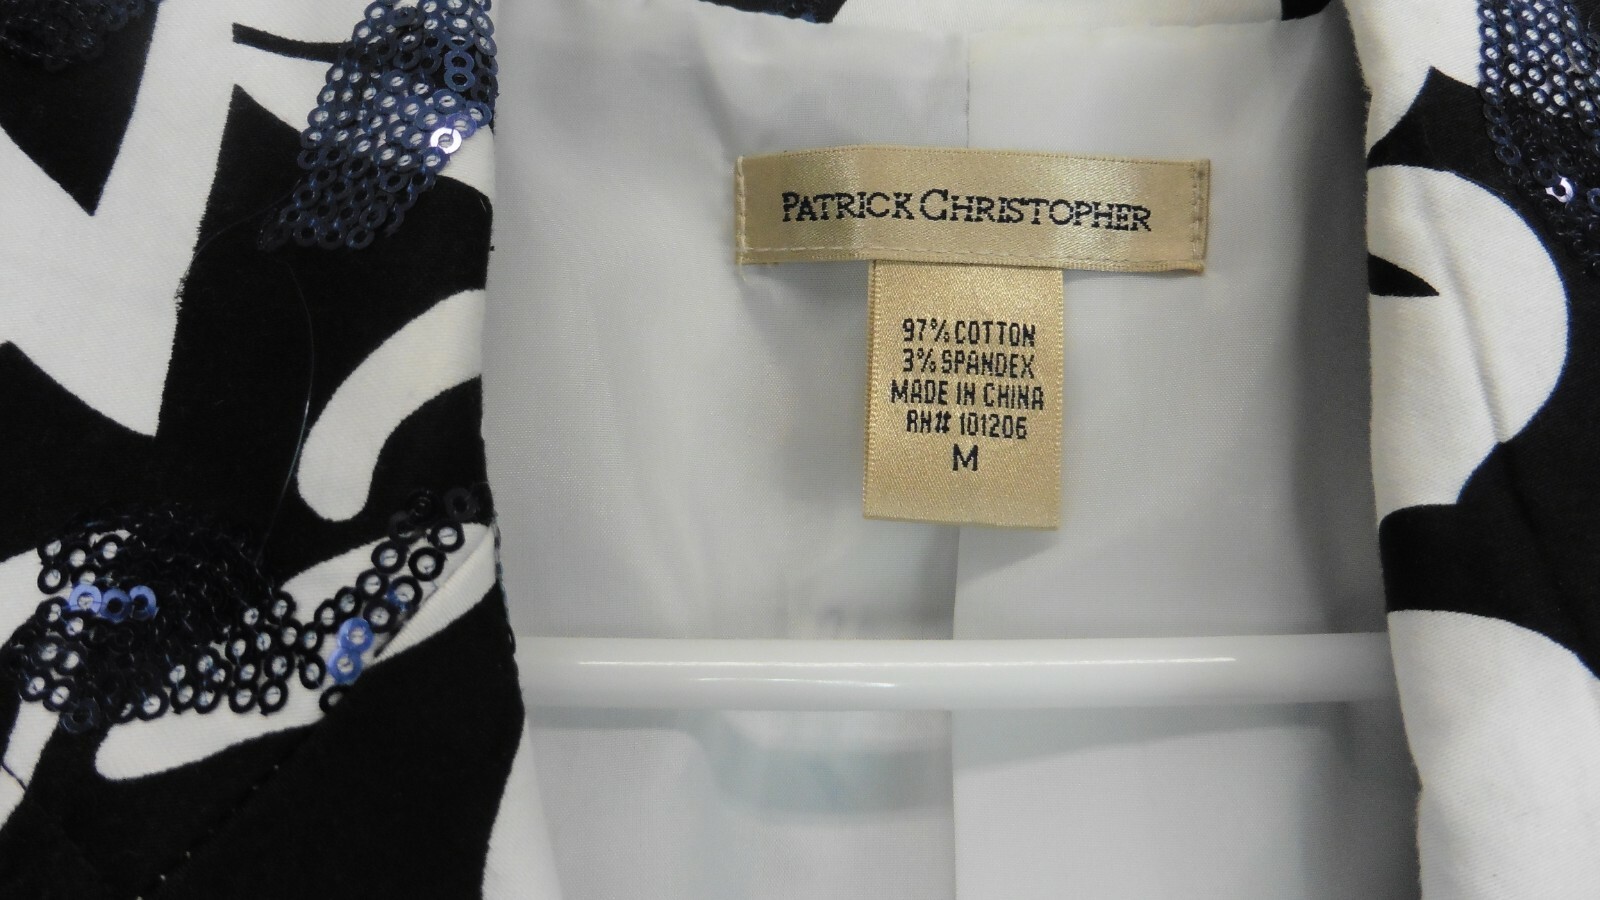 PATRICK CHRISTOPHER
97% COTTON
3% SPANDEX
MADE IN CHINA
RN# 101206
M